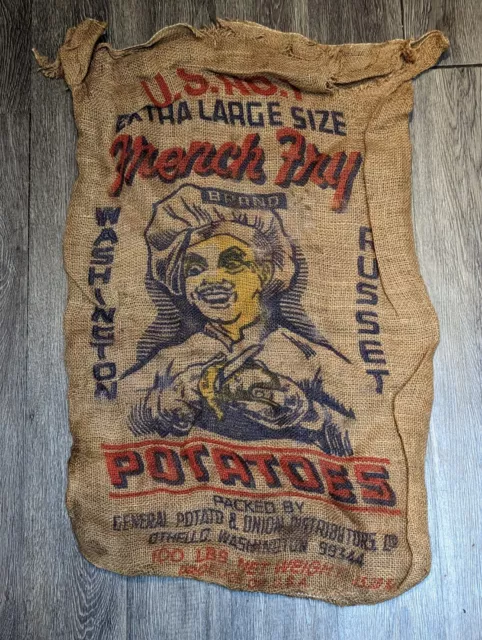 U.S. NO. 1
EXTRA LARGE SIZE
French Fry
BRAND
WASHINGTON
RUSSET
POTATOES
PACKED BY
GENERAL POTATO & ONION DISTRIBUTORS, LTD
OTHELLO, WASHINGTON 99344
100 LBS NET WEIGHT
U.S.A.